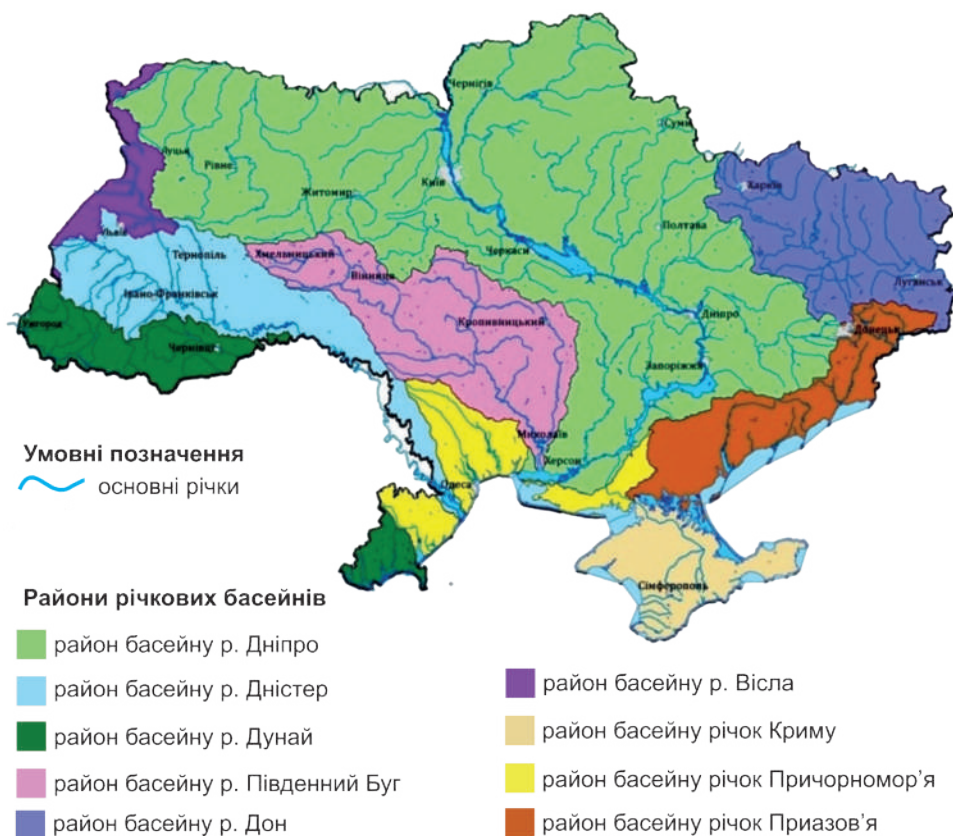 Чернігів
Суми
Луцьк
Рівне
Київ
Житомир
Харків
Полтава
Львів
Тернопіль
Хмельницький
Черкаси
Вінниця
Луганськ
Івано-Франківськ
Кропивницький
Дніпро
Донецьк
Ужгород
Чернівці
Запоріжжя
Миколаїв
Херсон
Одеса
Сімферополь
Умовні позначення
основні річки
Райони річкових басейнів
район басейну р. Дніпро
район басейну р. Дністер
район басейну р. Дунай
район басейну р. Південний Буг
район басейну р. Дон
район басейну р. Вісла
район басейну річок Криму
район басейну річок Причорномор’я
район басейну річок Приазов’я